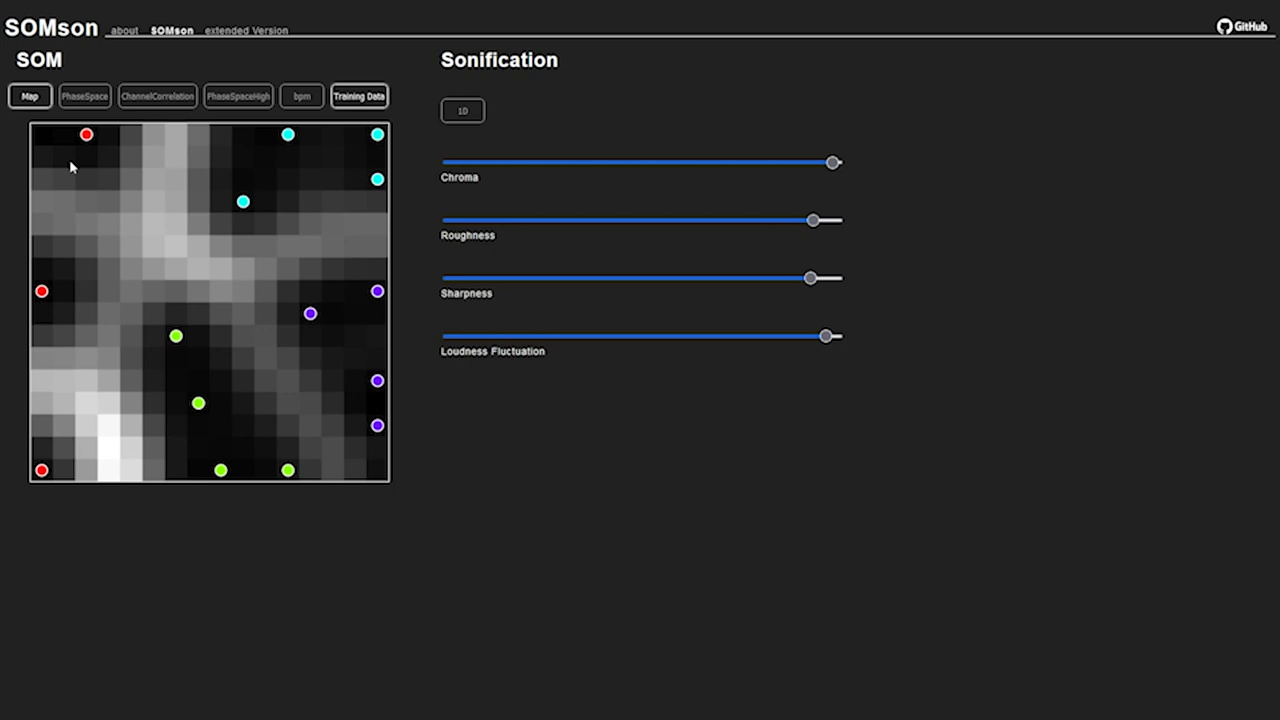 SOMson about SOMson extended Version GitHub
SOM
Sonification
Map PhaseSpace ChannelCorrelation PhaseSpaceHigh bpm Training Data
1D
Chroma
Roughness
Sharpness
Loudness Fluctuation